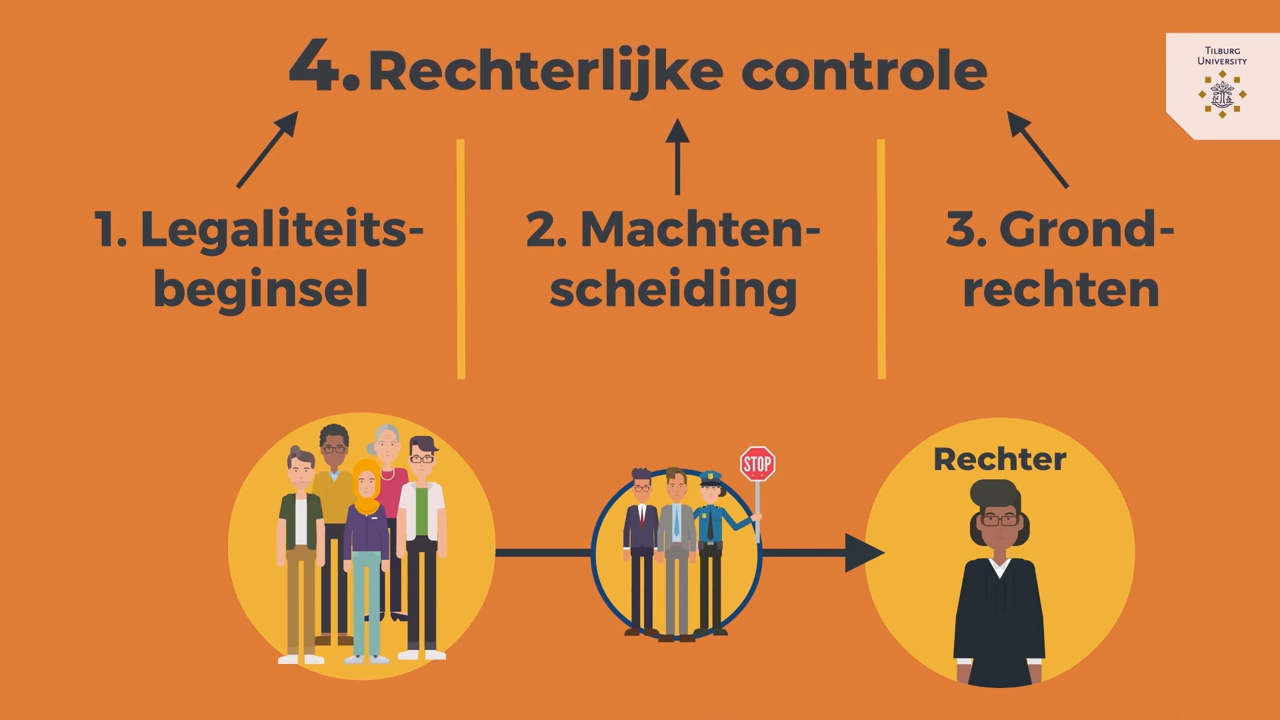 4. Rechterlijke controle
TILBURG
UNIVERSITY
1. Legaliteits-
beginsel
2. Machten-
scheiding
3. Grond-
rechten
STOP
Rechter